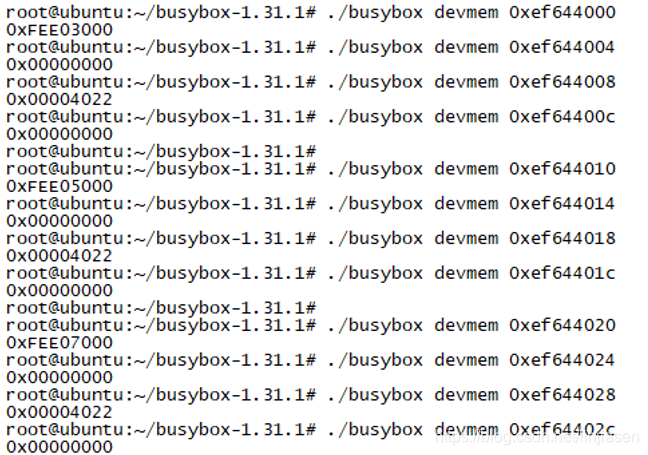 root@ubuntu:~/busybox-1.31.1# ./busybox devmem 0xef644000
0xFEE03000
root@ubuntu:~/busybox-1.31.1# ./busybox devmem 0xef644004
0x00000000
root@ubuntu:~/busybox-1.31.1# ./busybox devmem 0xef644008
0x00004022
root@ubuntu:~/busybox-1.31.1# ./busybox devmem 0xef64400c
0x00000000
root@ubuntu:~/busybox-1.31.1#
root@ubuntu:~/busybox-1.31.1# ./busybox devmem 0xef644010
0xFEE05000
root@ubuntu:~/busybox-1.31.1# ./busybox devmem 0xef644014
0x00000000
root@ubuntu:~/busybox-1.31.1# ./busybox devmem 0xef644018
0x00004022
root@ubuntu:~/busybox-1.31.1# ./busybox devmem 0xef64401c
0x00000000
root@ubuntu:~/busybox-1.31.1#
root@ubuntu:~/busybox-1.31.1# ./busybox devmem 0xef644020
0xFEE07000
root@ubuntu:~/busybox-1.31.1# ./busybox devmem 0xef644024
0x00000000
root@ubuntu:~/busybox-1.31.1# ./busybox devmem 0xef644028
0x00004022
root@ubuntu:~/busybox-1.31.1# ./busybox devmem 0xef64402c
0x00000000